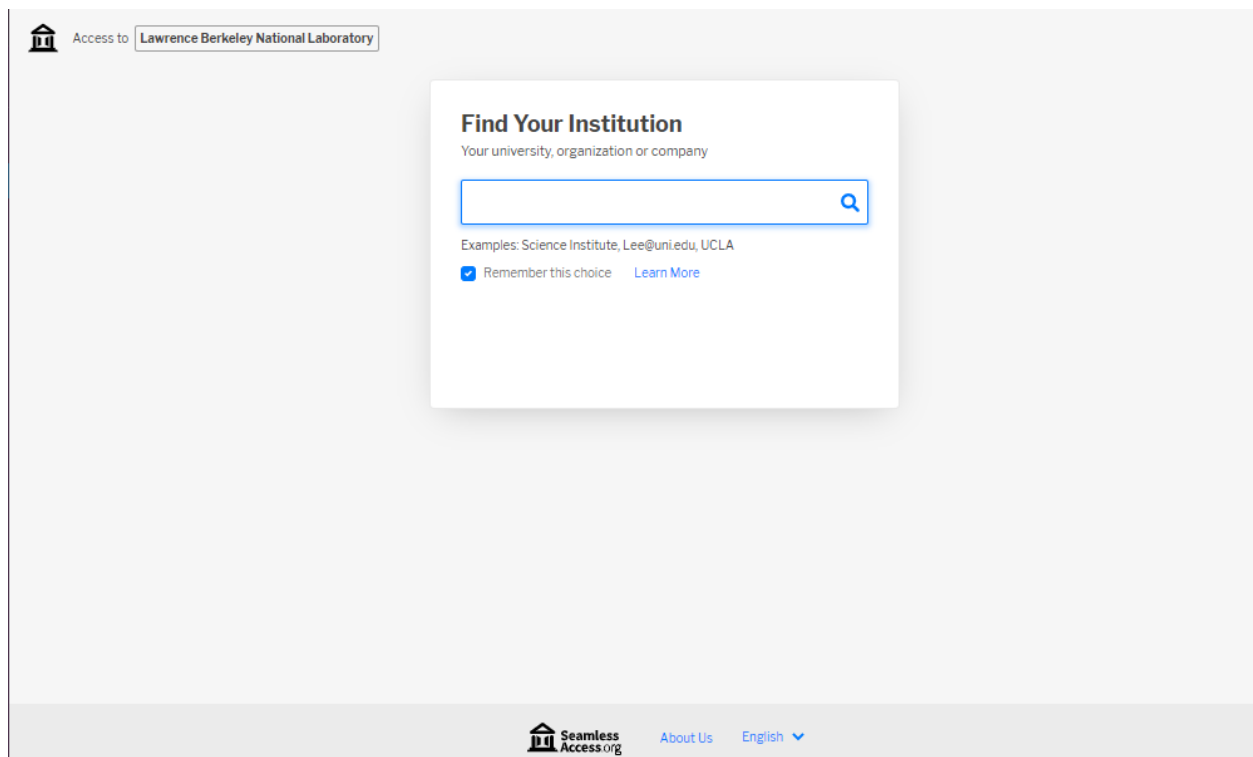 Access to Lawrence Berkeley National Laboratory
Find Your Institution
Your university, organization or company
Examples: Science Institute, Lee@uni.edu, UCLA
Remember this choice Learn More
Seamless
Access.org
About Us English